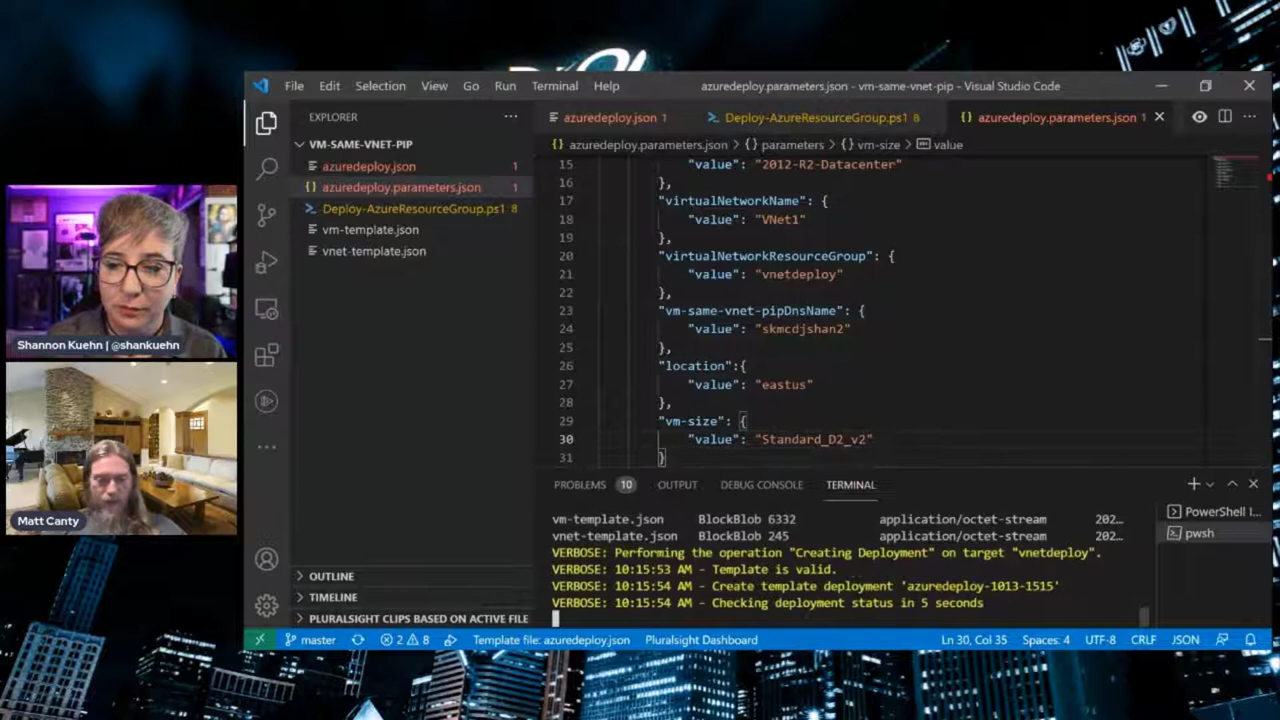 File Edit Selection View Go Run Terminal Help
azuredeploy.parameters.json - vm-same-vnet-pip - Visual Studio Code
EXPLORER
VM-SAME-VNET-PIP
azuredeploy.json 1
azuredeploy.parameters.json 1
Deploy-AzureResourceGroup.ps1 8
vm-template.json
vnet-template.json
OUTLINE
TIMELINE
PLURALSIGHT CLIPS BASED ON ACTIVE FILE
azuredeploy.json 1
Deploy-AzureResourceGroup.ps1 8
{} azuredeploy.parameters.json 1
{} azuredeploy.parameters.json > {} parameters > {} vm-size > value
15 "value": "2012-R2-Datacenter"
16 },
17 "virtualNetworkName": {
18 "value": "VNet1"
19 },
20 "virtualNetworkResourceGroup": {
21 "value": "vnetdeploy"
22 },
23 "vm-same-vnet-pipDnsName": {
24 "value": "skmcdjshan2"
25 },
26 "location":{
27 "value": "eastus"
28 },
29 "vm-size": {
30 "value": "Standard_D2_v2"
31 }
PROBLEMS 10 OUTPUT DEBUG CONSOLE TERMINAL
vm-template.json BlockBlob 6332 application/octet-stream 202…
vnet-template.json BlockBlob 245 application/octet-stream 202…
VERBOSE: Performing the operation "Creating Deployment" on target "vnetdeploy".
VERBOSE: 10:15:53 AM - Template is valid.
VERBOSE: 10:15:54 AM - Create template deployment 'azuredeploy-1013-1515'
VERBOSE: 10:15:54 AM - Checking deployment status in 5 seconds
PowerShell I...
pwsh
master 2 8 Template file: azuredeploy.json Pluralsight Dashboard Ln 30, Col 35 Spaces: 4 UTF-8 CRLF JSON
Shannon Kuehn | @shankuehn
Matt Canty